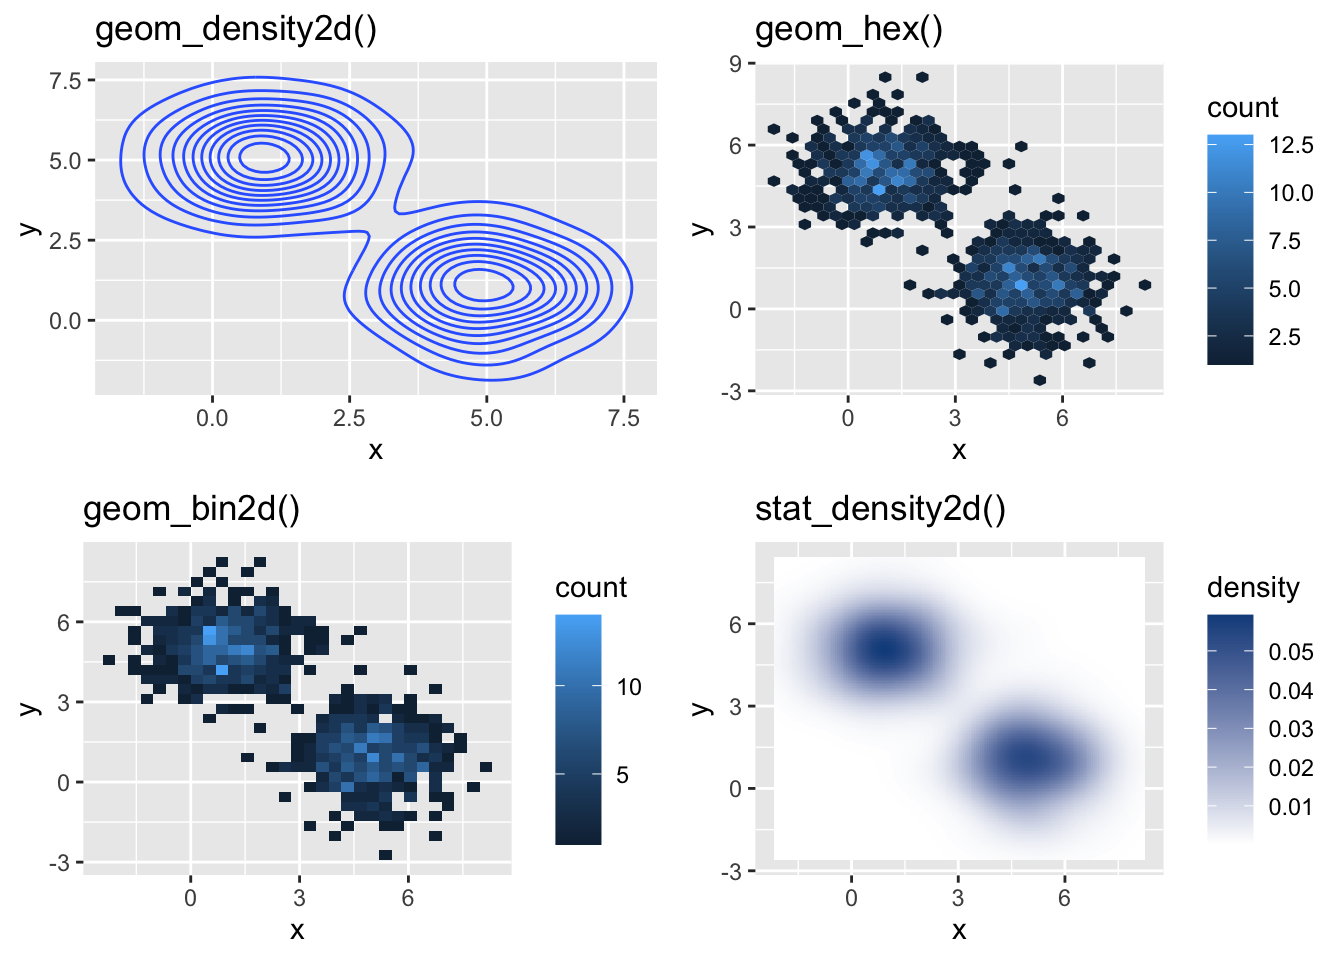 geom_density2d()
7.5
5.0
2.5
0.0
y
0.0 2.5 5.0 7.5
x
geom_hex()
9
6
3
0
-3
y
0 3 6
x
count
12.5
10.0
7.5
5.0
2.5
geom_bin2d()
6
3
0
-3
y
0 3 6
x
count
10
5
stat_density2d()
6
3
0
-3
y
0 3 6
x
density
0.05
0.04
0.03
0.02
0.01